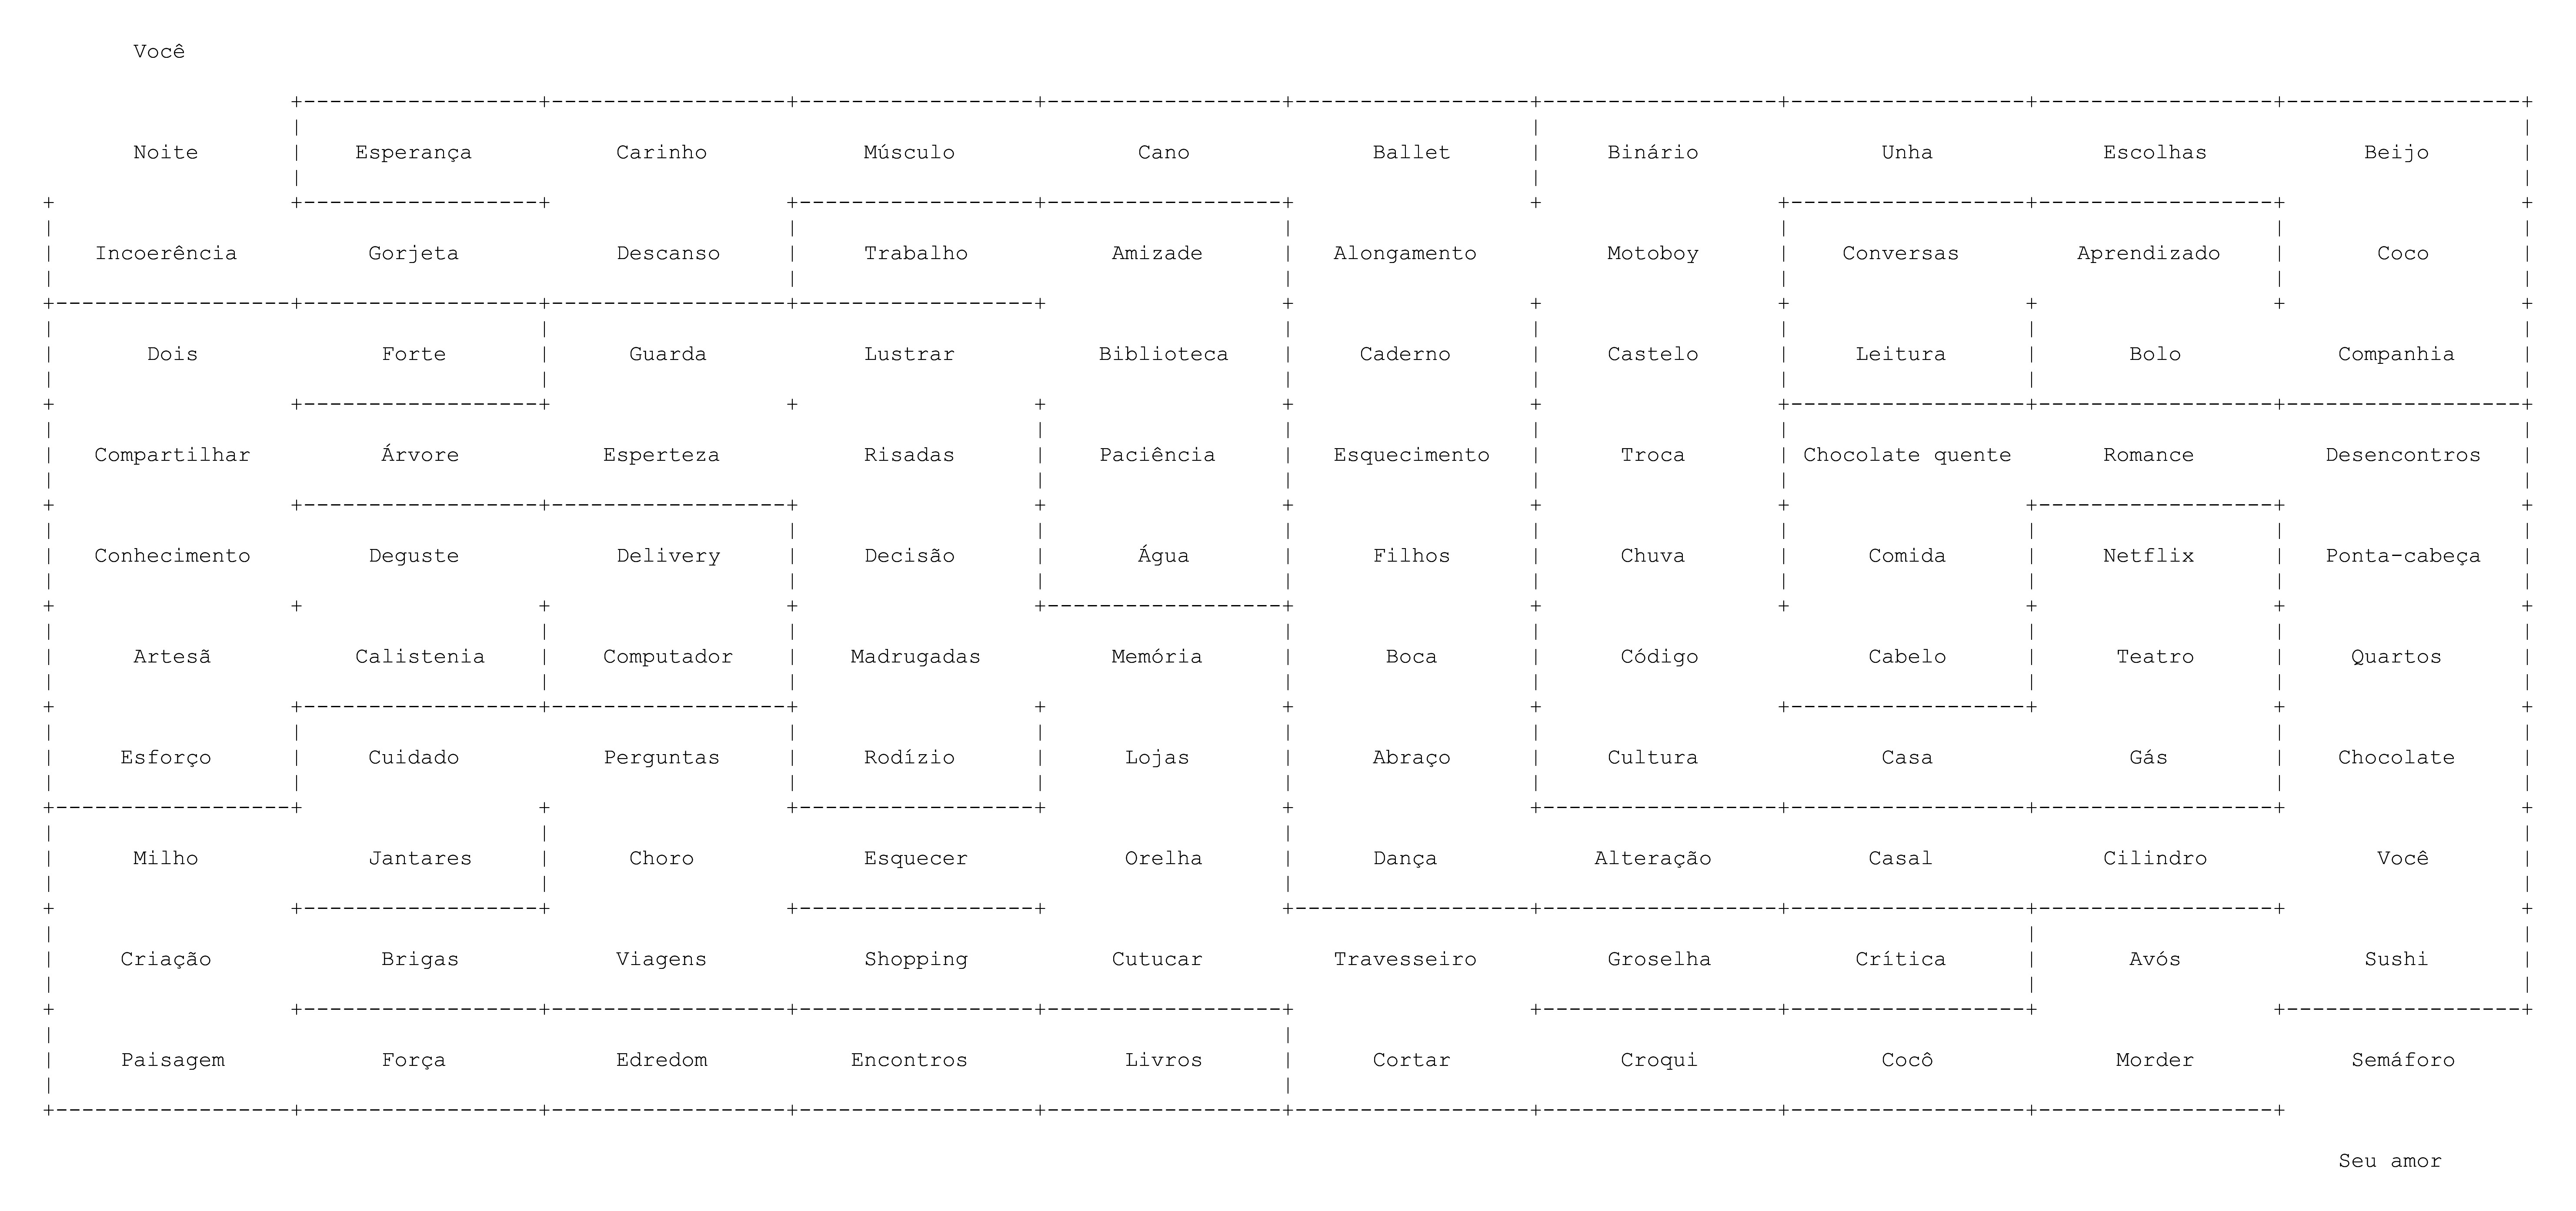 Você
Noite Esperança Carinho Músculo Cano Ballet Binário Unha Escolhas Beijo
Incoerência Gorjeta Descanso Trabalho Amizade Alongamento Motoboy Conversas Aprendizado Coco
Dois Forte Guarda Lustrar Biblioteca Caderno Castelo Leitura Bolo Companhia
Compartilhar Árvore Esperteza Risadas Paciência Esquecimento Troca Chocolate quente Romance Desencontros
Conhecimento Deguste Delivery Decisão Água Filhos Chuva Comida Netflix Ponta-cabeça
Artesã Calistenia Computador Madrugadas Memória Boca Código Cabelo Teatro Quartos
Esforço Cuidado Perguntas Rodízio Lojas Abraço Cultura Casa Gás Chocolate
Milho Jantares Choro Esquecer Orelha Dança Alteração Casal Cilindro Você
Criação Brigas Viagens Shopping Cutucar Travesseiro Groselha Crítica Avós Sushi
Paisagem Força Edredom Encontros Livros Cortar Croqui Cocô Morder Semáforo
Seu amor